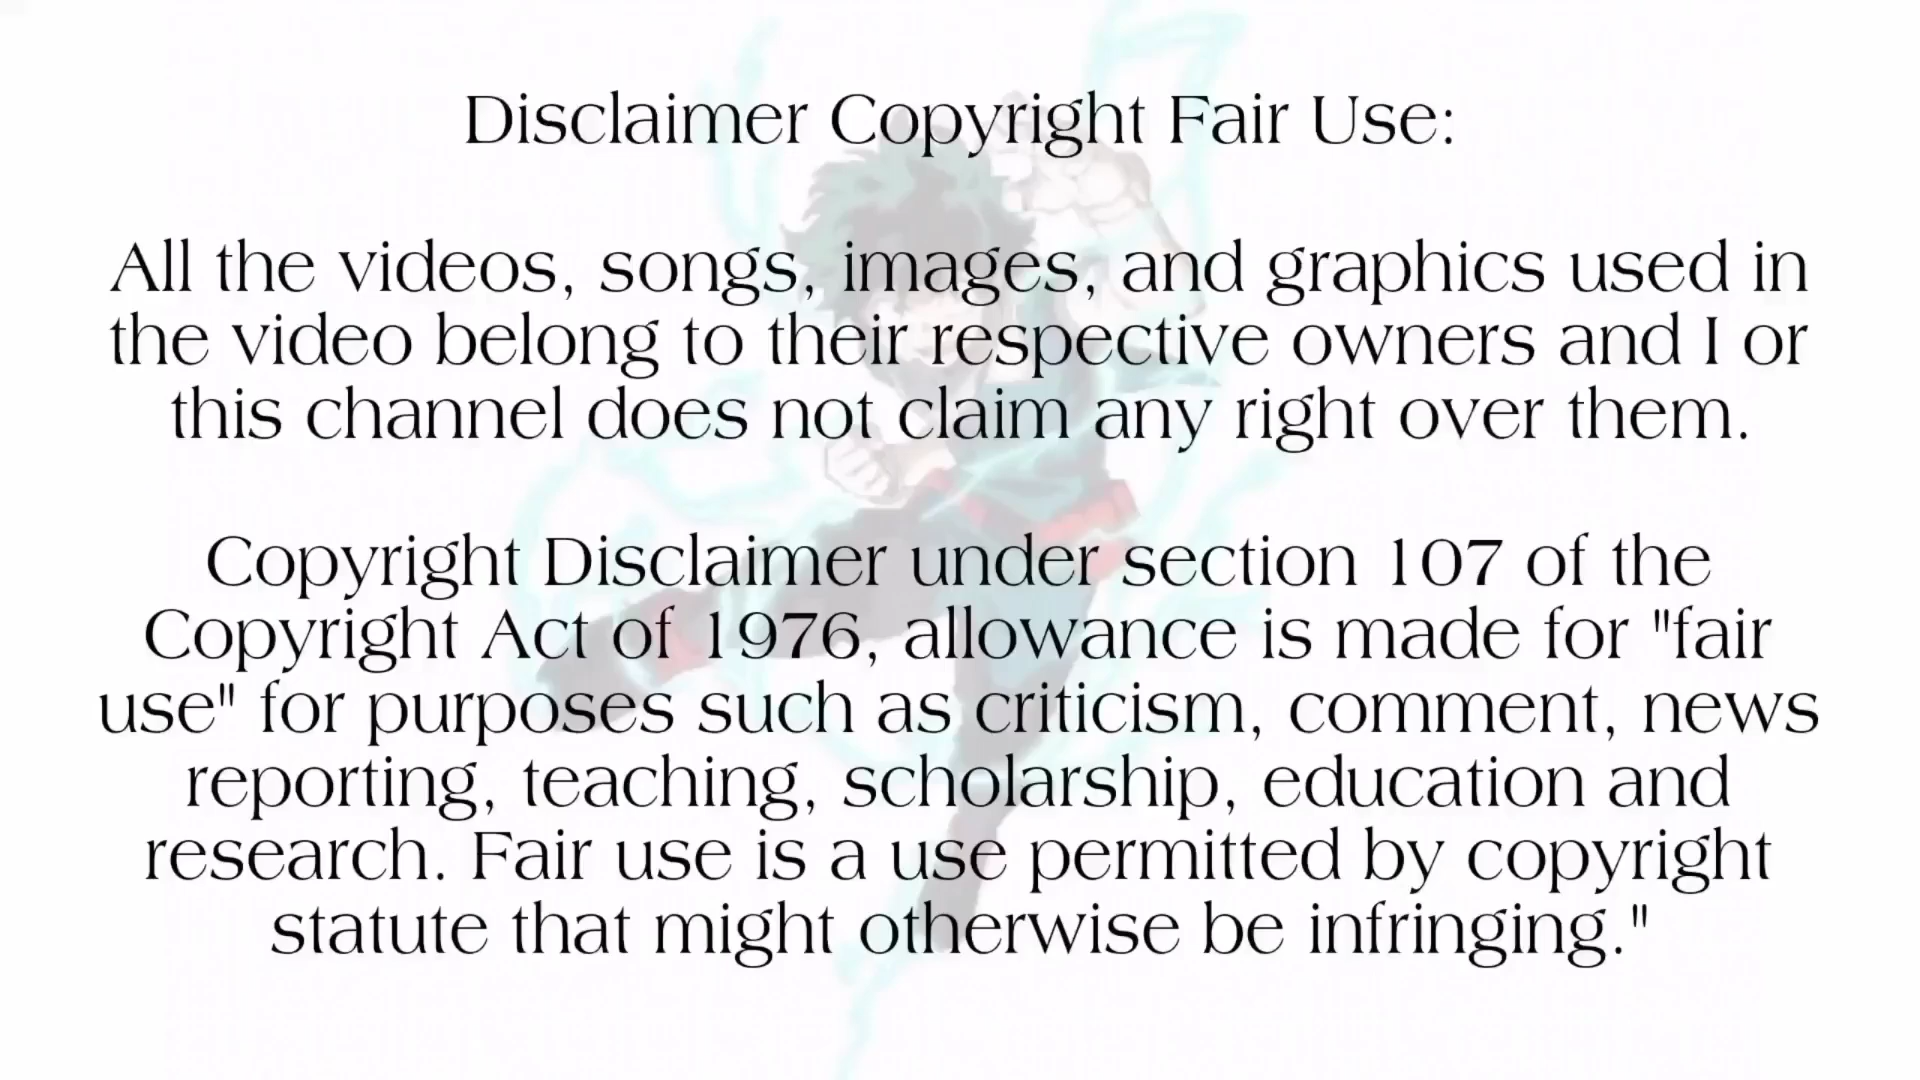 Disclaimer Copyright Fair Use:
All the videos, songs, images, and graphics used in
the video belong to their respective owners and I or
this channel does not claim any right over them.
Copyright Disclaimer under section 107 of the
Copyright Act of 1976, allowance is made for "fair
use" for purposes such as criticism, comment, news
reporting, teaching, scholarship, education and
research. Fair use is a use permitted by copyright
statute that might otherwise be infringing."